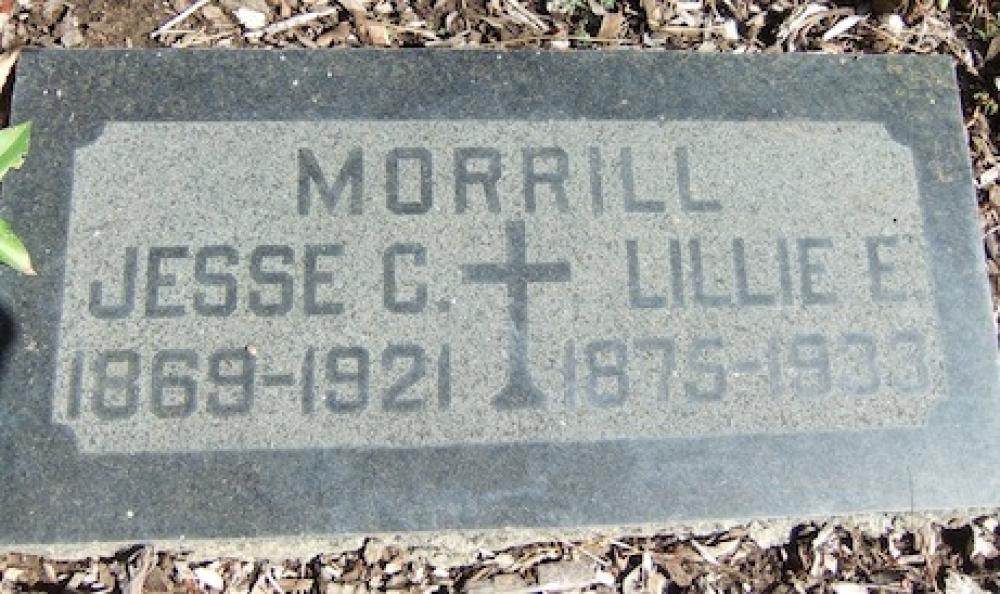 MORRILL
JESSE C. LILLIE E.
1869-1921 1875-1933